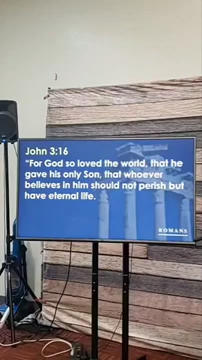 John 3:16
"For God so loved the world, that he
gave his only Son, that whoever
believes in him should not perish but
have eternal life.
ROMANS